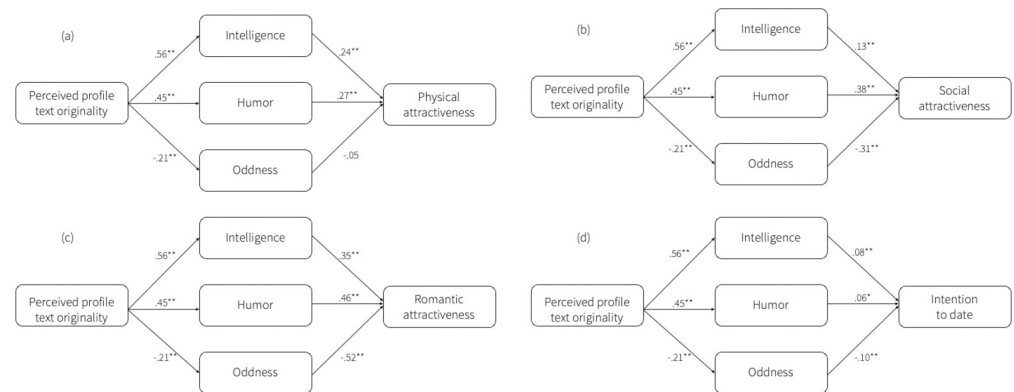 (a)
Intelligence
.56**
.24**
Perceived profile
text originality
.45**
Humor
.27**
Physical
attractiveness
-.21**
-.05
Oddness
(b)
Intelligence
.56**
.13**
Perceived profile
text originality
.45**
Humor
.38**
Social
attractiveness
-.21**
-.31**
Oddness
(c)
Intelligence
.56**
.35**
Perceived profile
text originality
.45**
Humor
.46**
Romantic
attractiveness
-.21**
-.52**
Oddness
(d)
Intelligence
.56**
.08**
Perceived profile
text originality
.45**
Humor
.06*
Intention
to date
-.21**
-.10**
Oddness